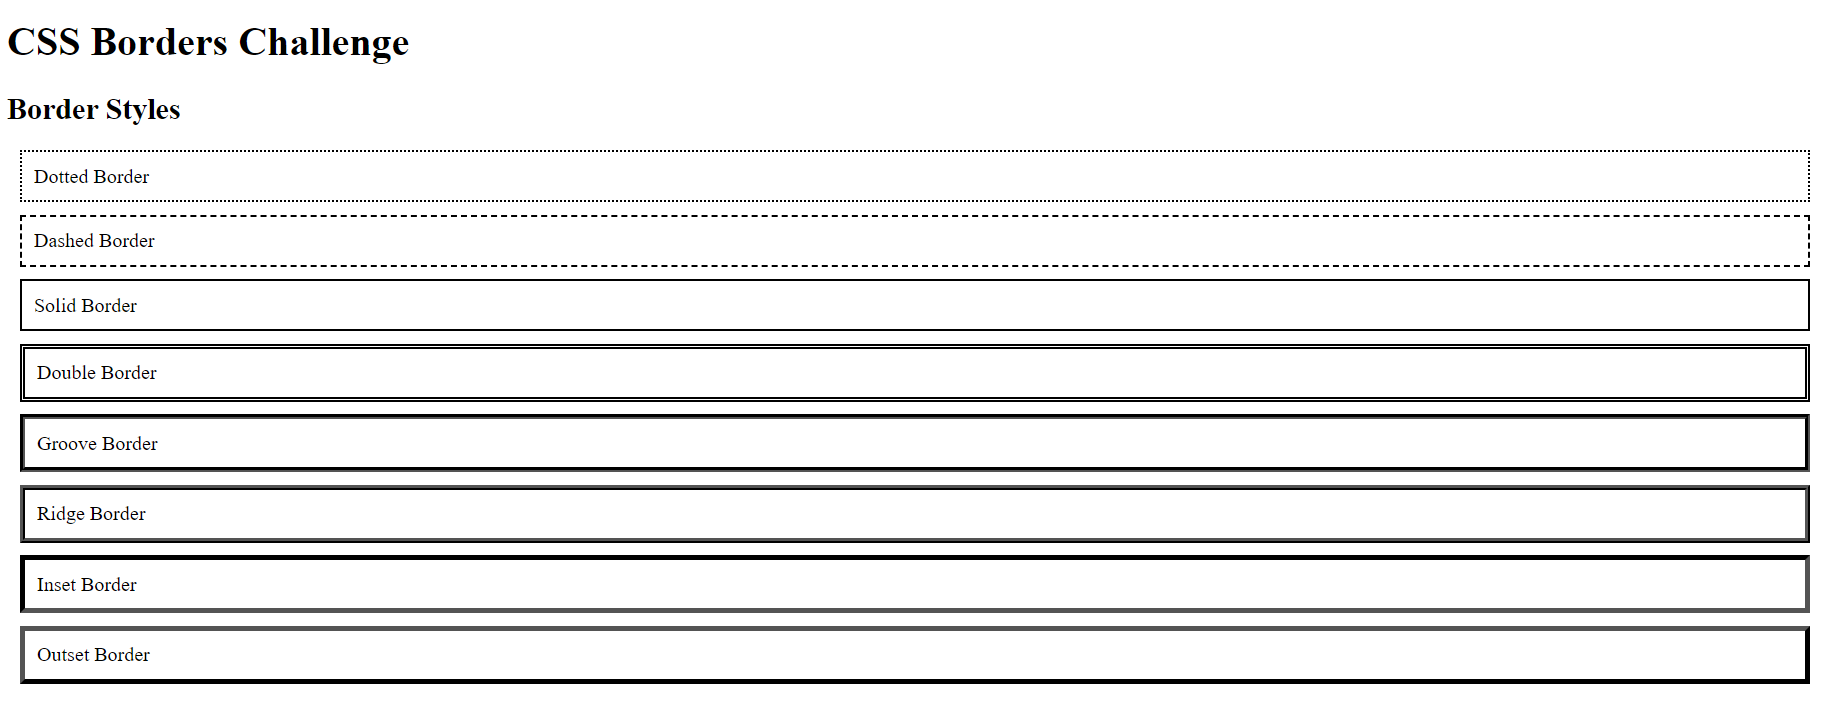 CSS Borders Challenge
Border Styles
Dotted Border
Dashed Border
Solid Border
Double Border
Groove Border
Ridge Border
Inset Border
Outset Border